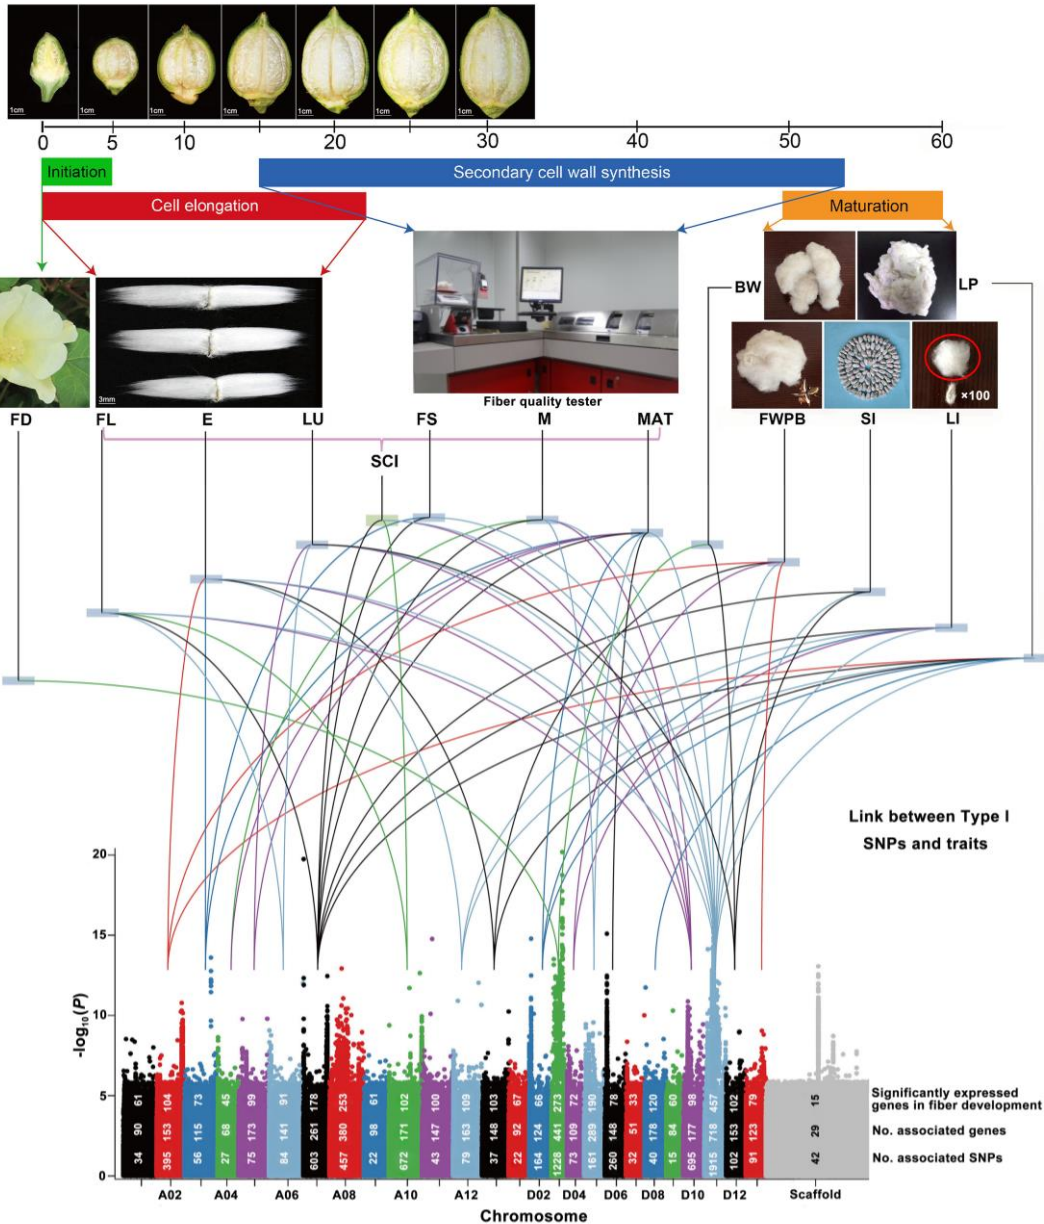 1cm 1cm 1cm 1cm 1cm 1cm 1cm
0 5 10 20 30 40 50 60
Initiation
Secondary cell wall synthesis
Cell elongation
Maturation
BW
LP
3mm
×100
Fiber quality tester
FD FL E LU FS M MAT FWPB SI LI
SCI
Link between Type I
SNPs and traits
20
15
10
5
0
-log10(P)
61 104 73 45 99 91 178 253 61 102 100 109 103 67 66 273 72 190 78 33 120 60 98 457 102 79 15
Significantly expressed
genes in fiber development
90 153 115 68 173 141 261 380 98 171 147 163 148 92 124 441 109 289 148 51 178 84 177 718 153 123 29
No. associated genes
34 395 56 27 75 84 603 457 22 672 43 79 37 22 164 1228 73 161 260 32 40 15 695 1915 102 91 42
No. associated SNPs
A02 A04 A06 A08 A10 A12 D02 D04 D06 D08 D10 D12 Scaffold
Chromosome